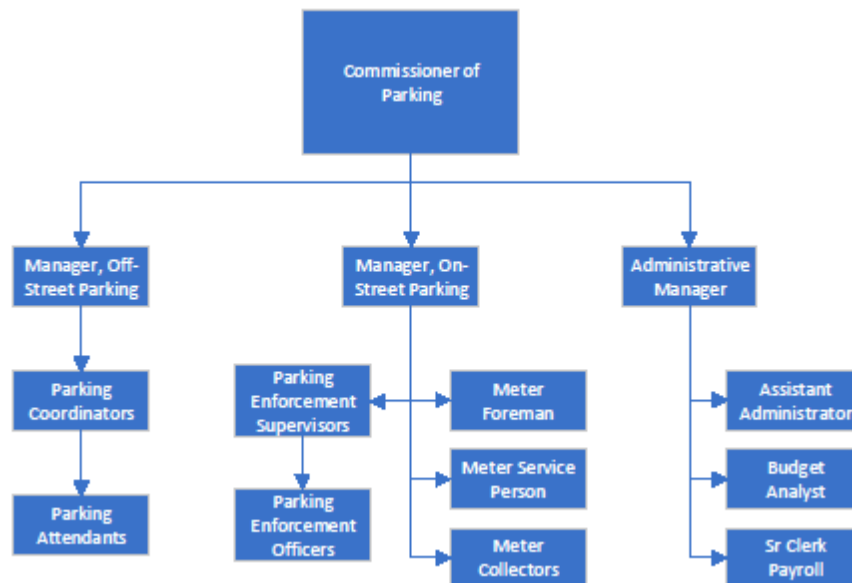 Commissioner of
Parking
Manager, Off-
Street Parking
Manager, On-
Street Parking
Administrative
Manager
Parking
Coordinators
Parking
Enforcement
Supervisors
Meter
Foreman
Assistant
Administrator
Meter Service
Person
Budget
Analyst
Parking
Attendants
Parking
Enforcement
Officers
Meter
Collectors
Sr Clerk
Payroll